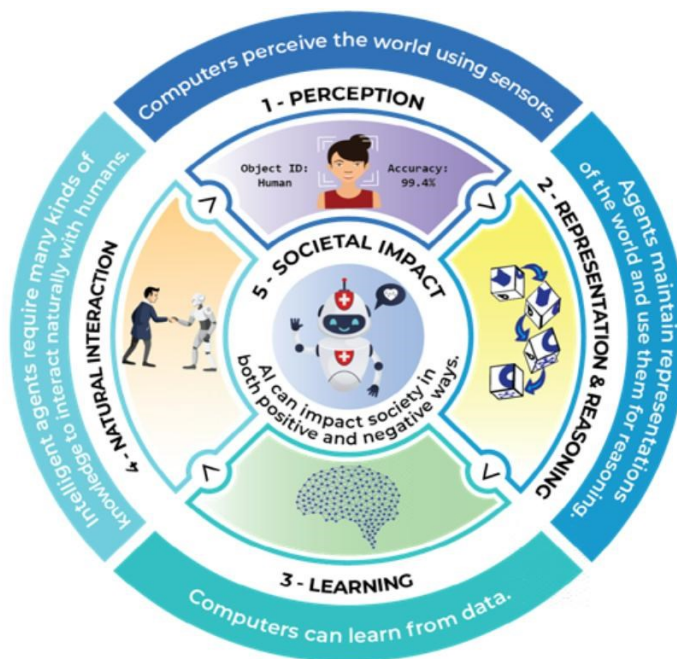 Computers perceive the world using sensors.
1 - PERCEPTION
Object ID:
Human
Accuracy:
99.4%
Agents maintain representations
of the world and use them for reasoning.
2 - REPRESENTATION & REASONING
3 - LEARNING
Computers can learn from data.
Intelligent agents require many kinds of
knowledge to interact naturally with humans.
4 - NATURAL INTERACTION
5 - SOCIETAL IMPACT
AI can impact society in
both positive and negative ways.